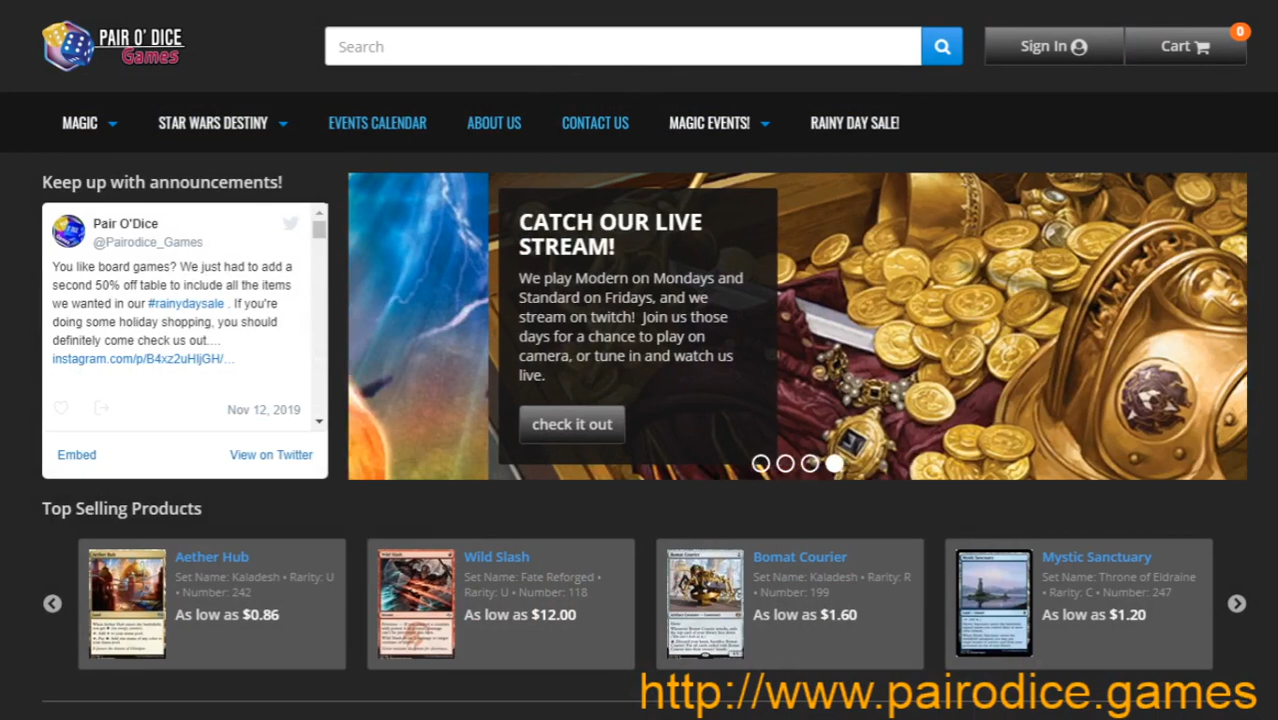 PAIR O' DICE
Games
Search
Sign In
Cart
0
MAGIC
STAR WARS DESTINY
EVENTS CALENDAR
ABOUT US
CONTACT US
MAGIC EVENTS!
RAINY DAY SALE!
Keep up with announcements!
Pair O'Dice
@Pairodice_Games
You like board games? We just had to add a
second 50% off table to include all the items
we wanted in our #rainydaysale . If you're
doing some holiday shopping, you should
definitely come check us out....
instagram.com/p/B4xz2uHIjGH/...
Nov 12, 2019
Embed
View on Twitter
CATCH OUR LIVE
STREAM!
We play Modern on Mondays and
Standard on Fridays, and we
stream on twitch! Join us those
days for a chance to play on
camera, or tune in and watch us
live.
check it out
Top Selling Products
Aether Hub
Set Name: Kaladesh • Rarity: U
• Number: 242
As low as $0.86
Wild Slash
Set Name: Fate Reforged •
Rarity: U • Number: 118
As low as $12.00
Bomat Courier
Set Name: Kaladesh • Rarity: R
• Number: 199
As low as $1.60
Mystic Sanctuary
Set Name: Throne of Eldraine
• Rarity: C • Number: 247
As low as $1.20
http://www.pairodice.games